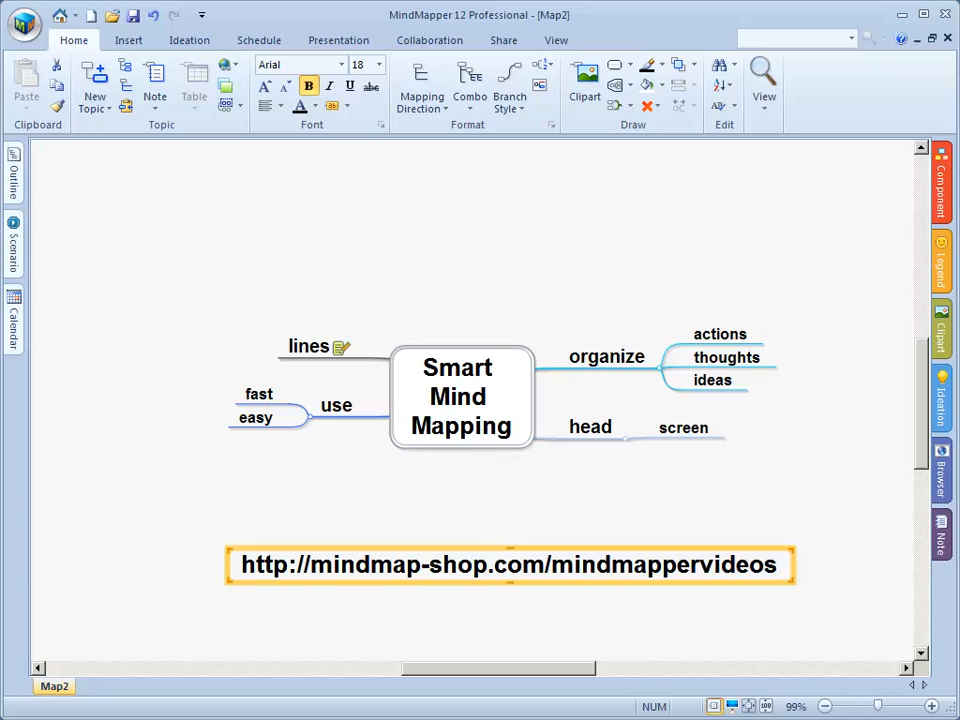 MindMapper 12 Professional - [Map2]
Home Insert Ideation Schedule Presentation Collaboration Share View
Paste
New Topic
Note
Table
Arial 18
B I U abc
A A
A ab
Mapping Direction
Combo
Branch Style
Clipart
View
Clipboard Topic Font Format Draw Edit
Outline
Scenario
Calendar
Component
Legend
Clipart
Ideation
Browser
Note
lines
use
fast
easy
Smart
Mind
Mapping
organize
actions
thoughts
ideas
head
screen
http://mindmap-shop.com/mindmappervideos
Map2
NUM 100 99%